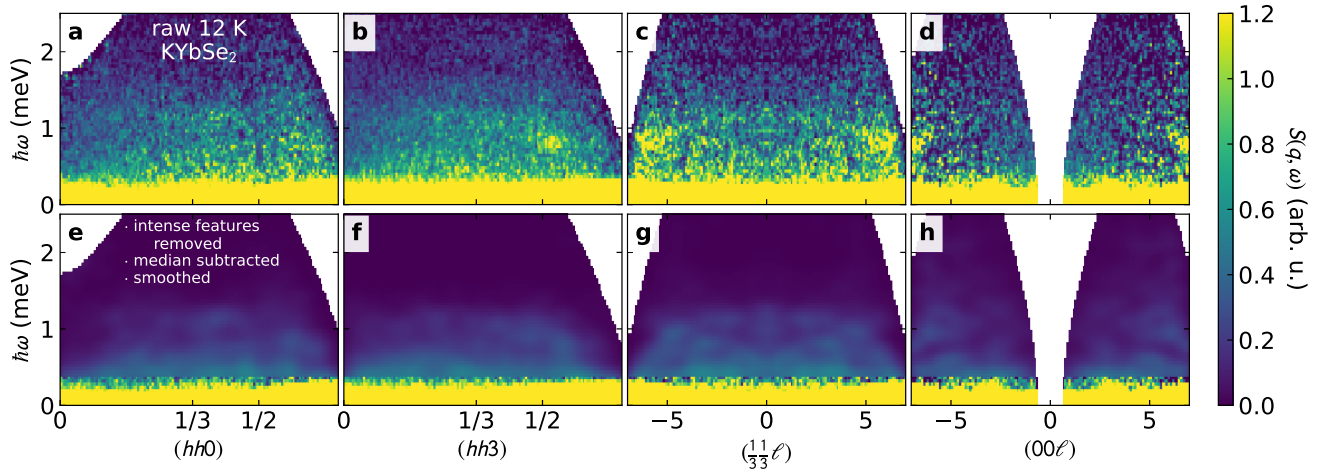 a
raw 12 K
KYbSe₂
b
c
d
2
1
0
ħω (meV)
1.2
1.0
0.8
0.6
0.4
0.2
0.0
S(q, ω) (arb. u.)
e
· intense features
removed
· median subtracted
· smoothed
f
g
h
2
1
0
ħω (meV)
0 1/3 1/2
(hh0)
0 1/3 1/2
(hh3)
−5 0 5
(1/3 1/3 ℓ)
−5 0 5
(00ℓ)